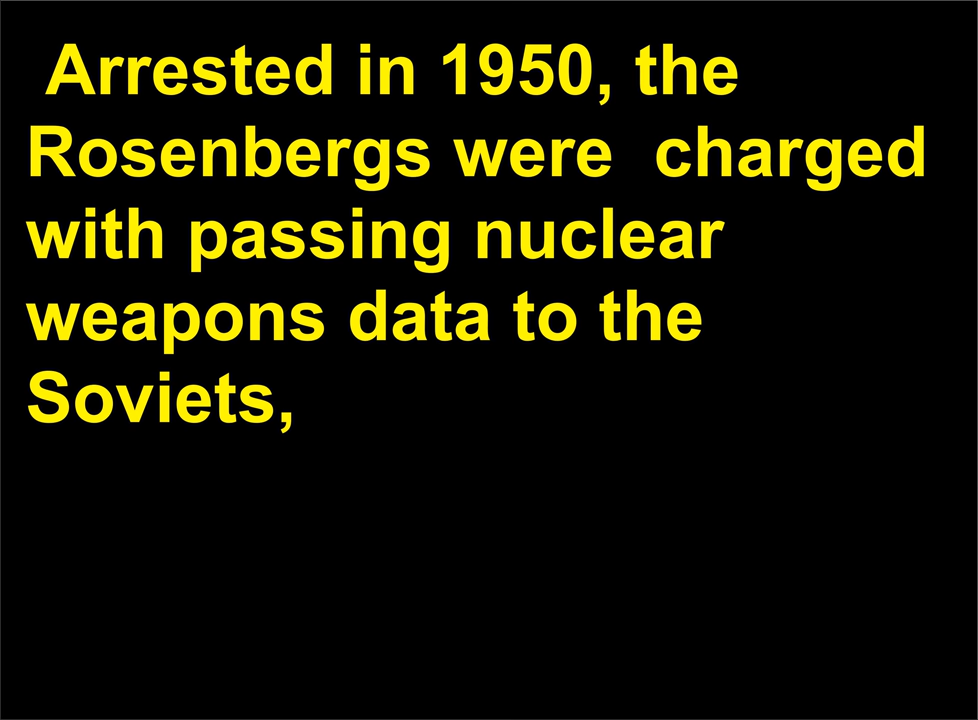 Arrested in 1950, the
Rosenbergs were  charged
with passing nuclear
weapons data to the
Soviets,